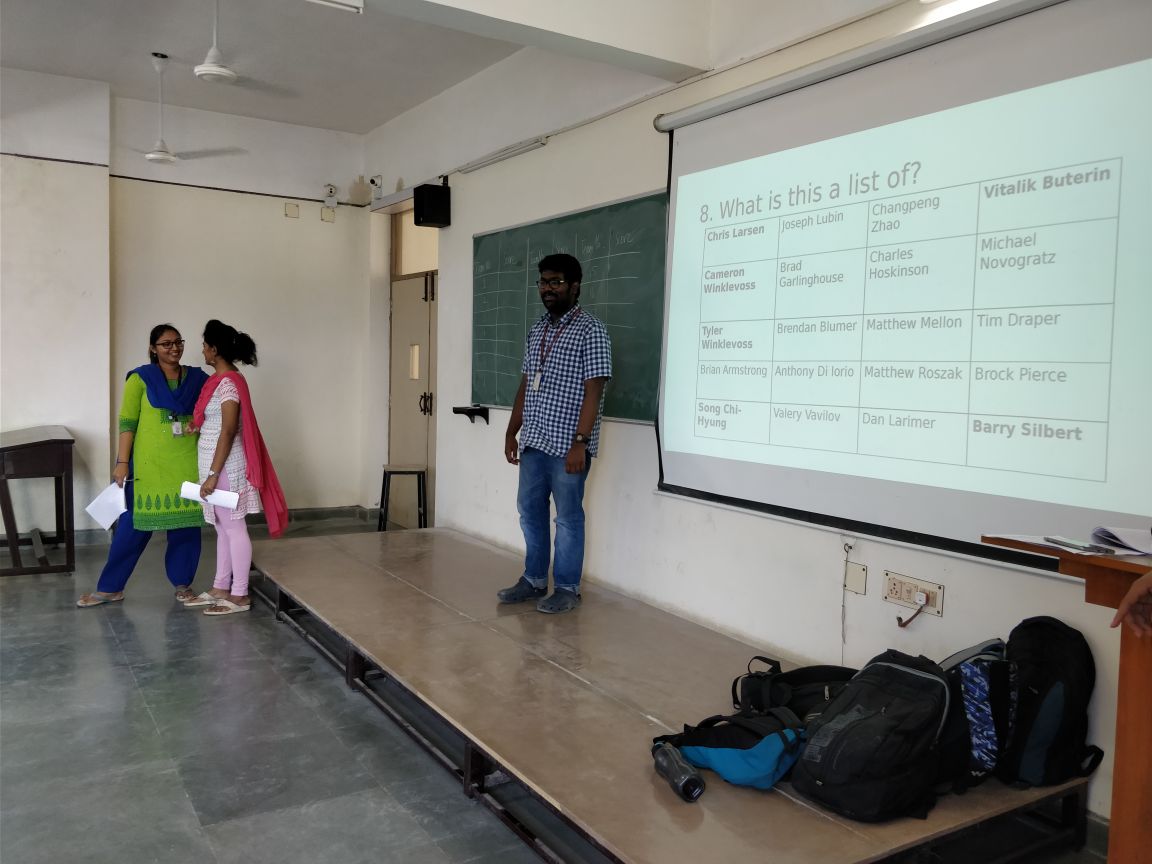 8. What is this a list of?
Chris Larsen
Joseph Lubin
Changpeng
Zhao
Vitalik Buterin
Cameron
Winklevoss
Brad
Garlinghouse
Charles
Hoskinson
Michael
Novogratz
Tyler
Winklevoss
Brendan Blumer
Matthew Mellon
Tim Draper
Brian Armstrong
Anthony Di Iorio
Matthew Roszak
Brock Pierce
Song Chi-
Hyung
Valery Vavilov
Dan Larimer
Barry Silbert